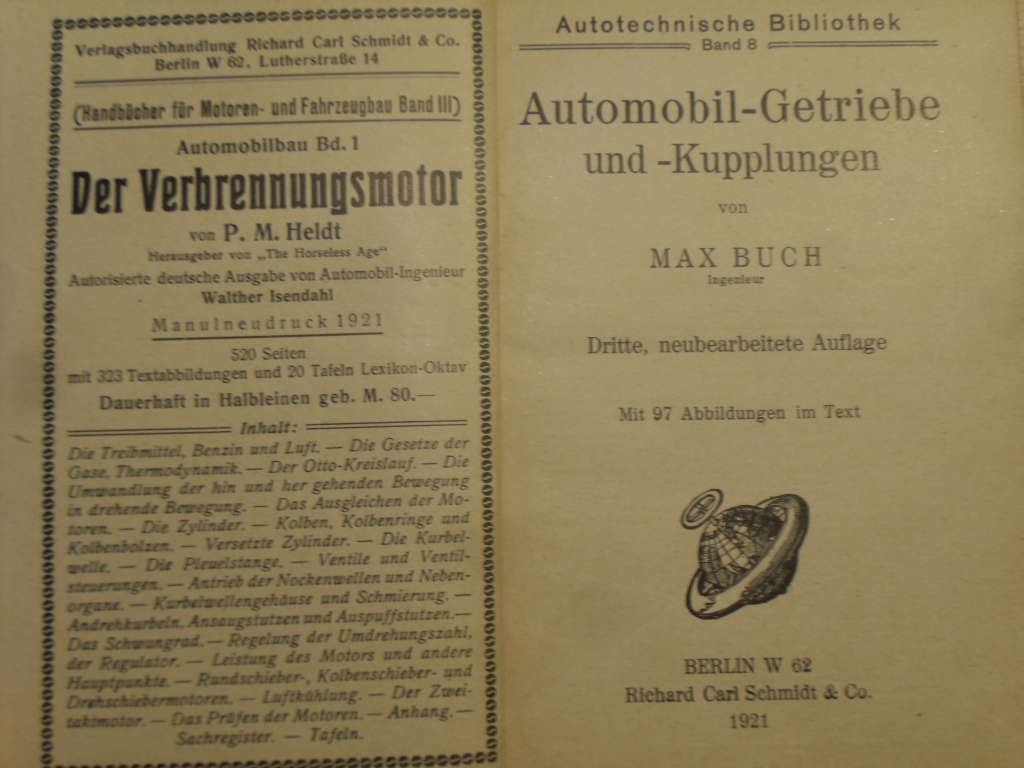 Verlagsbuchhandlung Richard Carl Schmidt & Co.
Berlin W 62, Lutherstraße 14
(Handbücher für Motoren- und Fahrzeugbau Band III)
Automobilbau Bd. 1
Der Verbrennungsmotor
von P. M. Heldt
Herausgeber von „The Horseless Age"
Autorisierte deutsche Ausgabe von Automobil-Ingenieur
Walther Isendahl
Manulneudruck 1921
520 Seiten
mit 323 Textabbildungen und 20 Tafeln Lexikon-Oktav
Dauerhaft in Halbleinen geb. M. 80.—
Inhalt:
Die Treibmittel, Benzin und Luft. — Die Gesetze der
Gase, Thermodynamik. — Der Otto-Kreislauf. — Die
Umwandlung der hin und her gehenden Bewegung
in drehende Bewegung. — Das Ausgleichen der Mo-
toren. — Die Zylinder. — Kolben, Kolbenringe und
Kolbenbolzen. — Versetzte Zylinder. — Die Kurbel-
welle. — Die Pleuelstange. — Ventile und Ventil-
steuerungen. — Antrieb der Nockenwellen und Neben-
organe. — Kurbelwellengehäuse und Schmierung. —
Andrehkurbeln, Ansaugstutzen und Auspuffstutzen. —
Das Schwungrad. — Regelung der Umdrehungszahl,
der Regulator. — Leistung des Motors und andere
Hauptpunkte. — Rundschieber-, Kolbenschieber- und
Drehschiebermotoren. — Luftkühlung. — Der Zwei-
taktmotor. — Das Prüfen der Motoren. — Anhang. —
Sachregister. — Tafeln.
Autotechnische Bibliothek
Band 8
Automobil-Getriebe
und -Kupplungen
von
MAX BUCH
Ingenieur
Dritte, neubearbeitete Auflage
Mit 97 Abbildungen im Text
BERLIN W 62
Richard Carl Schmidt & Co.
1921